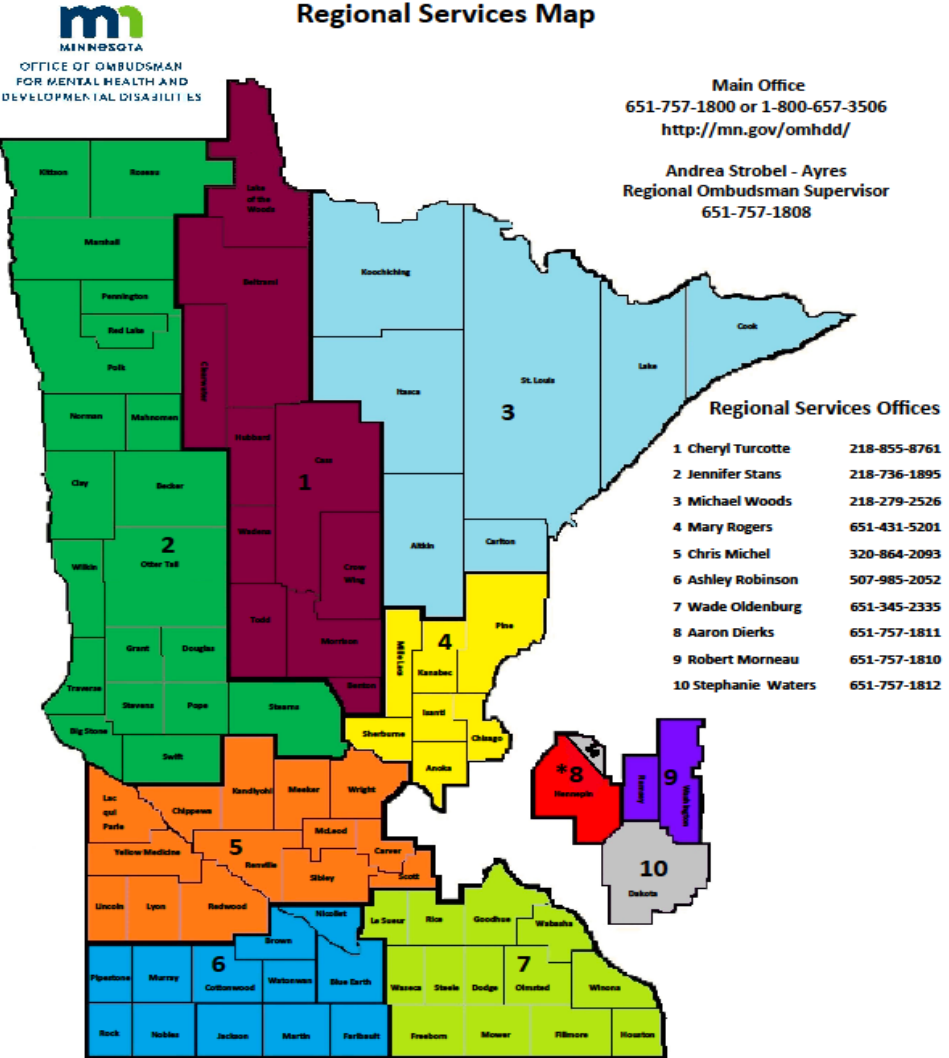 Regional Services Map
MINNESOTA
OFFICE OF OMBUDSMAN
FOR MENTAL HEALTH AND
DEVELOPMENTAL DISABILITIES
Main Office
651-757-1800 or 1-800-657-3506
http://mn.gov/omhdd/
Andrea Strobel - Ayres
Regional Ombudsman Supervisor
651-757-1808
Kittson
Roseau
Lake
of the
Woods
Marshall
Koochiching
Beltrami
Pennington
Red Lake
Cook
Polk
Clearwater
Lake
St. Louis
Itasca
3
Norman
Mahnomen
Hubbard
Cass
1
Clay
Becker
Wadena
Aitkin
Carlton
2
Otter Tail
Wilkin
Crow
Wing
Todd
Morrison
Pine
4
Mille Lacs
Kanabec
Grant
Douglas
Traverse
Benton
Stevens
Pope
Stearns
Isanti
Big Stone
Sherburne
Chisago
Swift
Anoka
Regional Services Offices
1 Cheryl Turcotte 218-855-8761
2 Jennifer Stans 218-736-1895
3 Michael Woods 218-279-2526
4 Mary Rogers 651-431-5201
5 Chris Michel 320-864-2093
6 Ashley Robinson 507-985-2052
7 Wade Oldenburg 651-345-2335
8 Aaron Dierks 651-757-1811
9 Robert Morneau 651-757-1810
10 Stephanie Waters 651-757-1812
*8
Hennepin
Ramsey
9
Washington
10
Dakota
Lac
qui
Parle
Chippewa
Kandiyohi
Meeker
Wright
McLeod
Yellow Medicine
5
Renville
Carver
Sibley
Scott
Lincoln
Lyon
Redwood
Nicollet
Le Sueur
Rice
Goodhue
Wabasha
Brown
6
7
Pipestone
Murray
Cottonwood
Watonwan
Blue Earth
Waseca
Steele
Dodge
Olmsted
Winona
Rock
Nobles
Jackson
Martin
Faribault
Freeborn
Mower
Fillmore
Houston